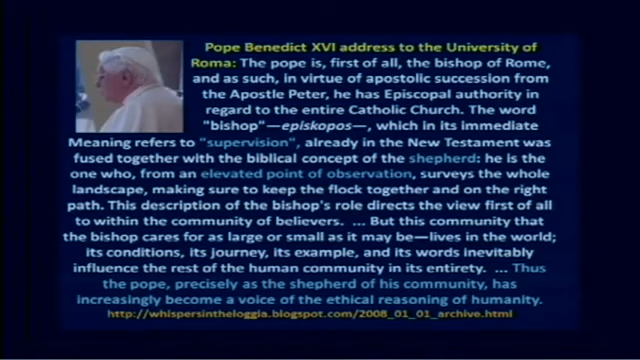 Pope Benedict XVI address to the University of
Roma: The pope is, first of all, the bishop of Rome,
and as such, in virtue of apostolic succession from
the Apostle Peter, he has Episcopal authority in
regard to the entire Catholic Church. The word
"bishop"—episkopos—, which in its immediate
Meaning refers to "supervision", already in the New Testament was
fused together with the biblical concept of the shepherd: he is the
one who, from an elevated point of observation, surveys the whole
landscape, making sure to keep the flock together and on the right
path. This description of the bishop's role directs the view first of all
to within the community of believers. ... But this community that
the bishop cares for as large or small as it may be—lives in the world;
its conditions, its journey, its example, and its words inevitably
influence the rest of the human community in its entirety. ... Thus
the pope, precisely as the shepherd of his community, has
increasingly become a voice of the ethical reasoning of humanity.
http://whispersintheloggia.blogspot.com/2008_01_01_archive.html